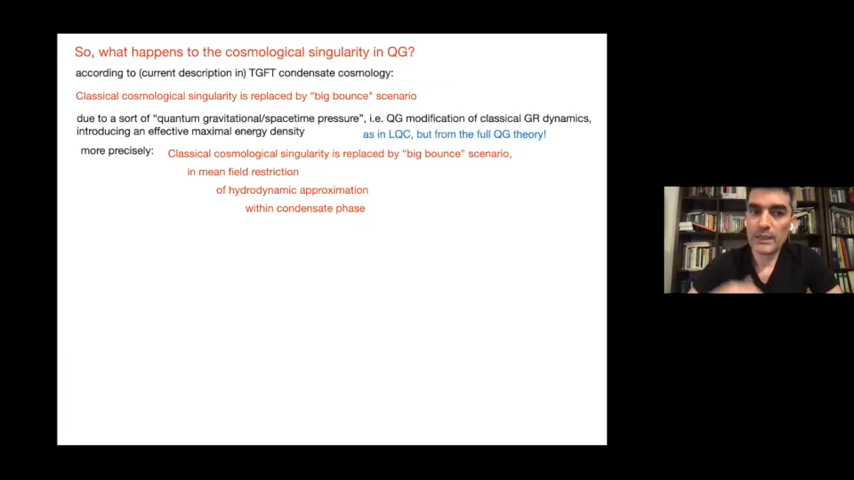 So, what happens to the cosmological singularity in QG?
according to (current description in) TGFT condensate cosmology:
Classical cosmological singularity is replaced by "big bounce" scenario
due to a sort of "quantum gravitational/spacetime pressure", i.e. QG modification of classical GR dynamics,
introducing an effective maximal energy density
as in LQC, but from the full QG theory!
more precisely:
Classical cosmological singularity is replaced by "big bounce" scenario,
in mean field restriction
of hydrodynamic approximation
within condensate phase